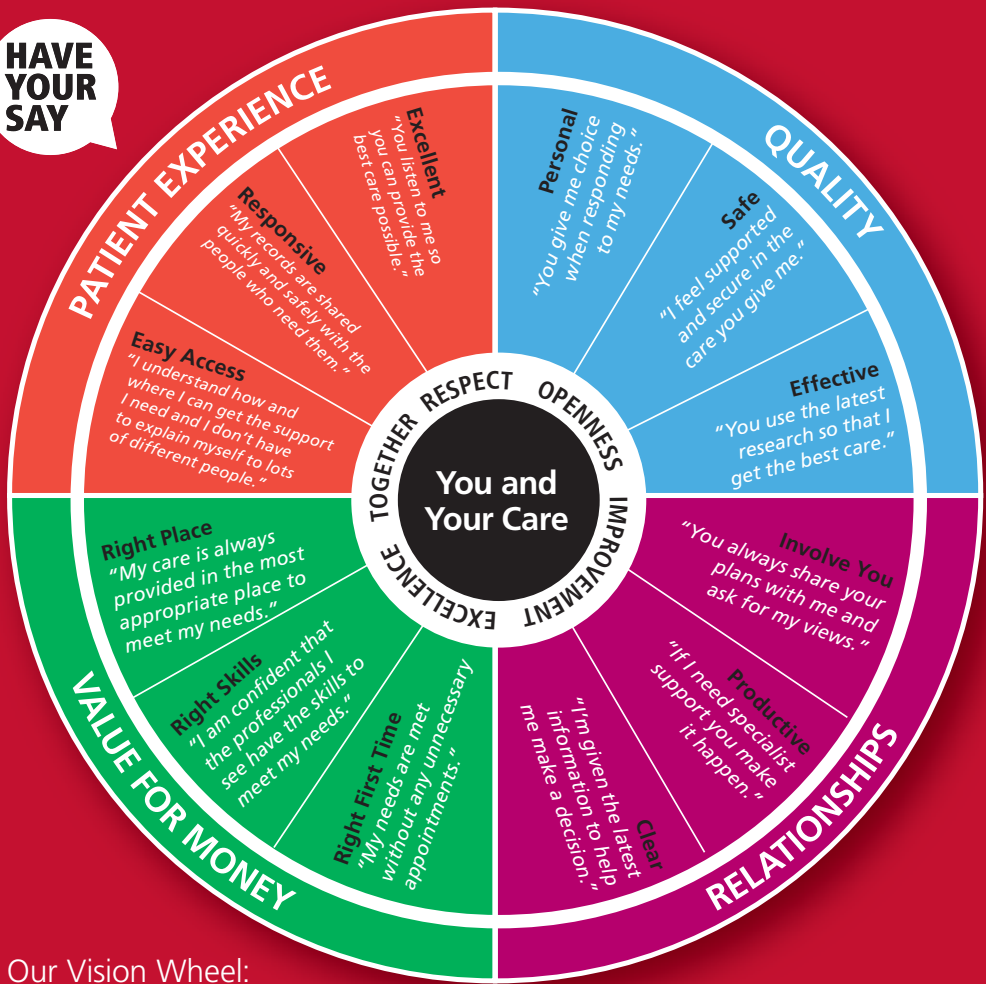 HAVE
YOUR
SAY
PATIENT EXPERIENCE
Excellent
“You listen to me so
you can provide the
best care possible.”
Responsive
“My records are shared
quickly and safely with the
people who need them.”
Easy Access
“I understand how and
where I can get the support
I need and I don’t have
to explain myself to lots
of different people.”
QUALITY
Personal
“You give me choice
when responding
to my needs.”
Safe
“I feel supported
and secure in the
care you give me.”
Effective
“You use the latest
research so that I
get the best care.”
TOGETHER RESPECT OPENNESS IMPROVEMENT EXCELLENCE
You and
Your Care
VALUE FOR MONEY
Right Place
“My care is always
provided in the most
appropriate place to
meet my needs.”
Right Skills
“I am confident that
the professionals I
see have the skills to
meet my needs.”
Right First Time
“My needs are met
without any unnecessary
appointments.”
RELATIONSHIPS
Involve You
“You always share your
plans with me and
ask for my views.”
Productive
“If I need specialist
support you make
it happen.”
Clear
“I’m given the latest
information to help
me make a decision.”
Our Vision Wheel: